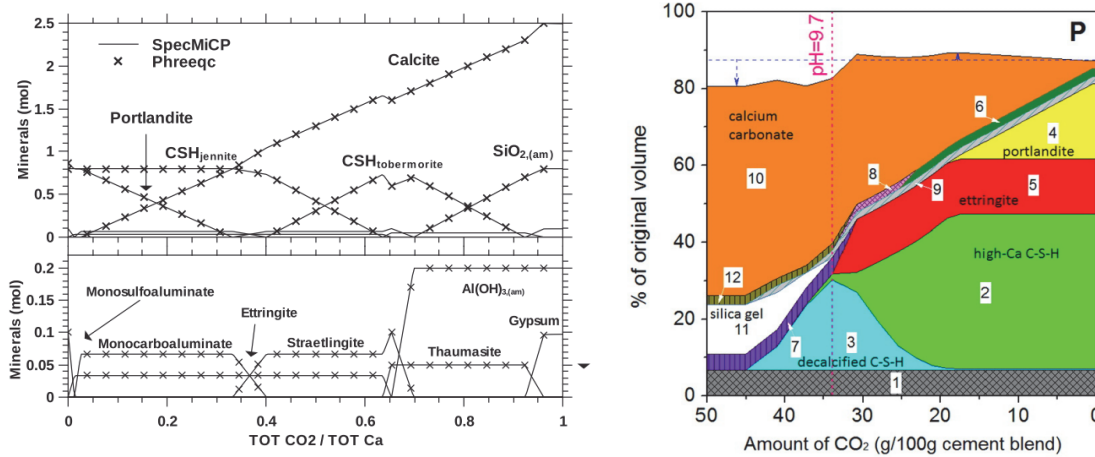 2.5
2
1.5
1
0.5
0
Minerals (mol)
SpecMiCP
Phreeqc
Calcite
Portlandite
CSHjennite
CSHtobermorite
SiO2,(am)
0.2
0.15
0.1
0.05
0
Minerals (mol)
Monosulfoaluminate
Monocarboaluminate
Ettringite
Straetlingite
Al(OH)3,(am)
Gypsum
Thaumasite
0
0.2
0.4
0.6
0.8
1
TOT CO2 / TOT Ca
100
80
60
40
20
0
% of original volume
P
pH=9.7
calcium
carbonate
10
6
4
portlandite
8
9
5
ettringite
high-Ca C-S-H
2
12
silica gel
11
7
3
decalcified C-S-H
1
50
40
30
20
10
0
Amount of CO2 (g/100g cement blend)